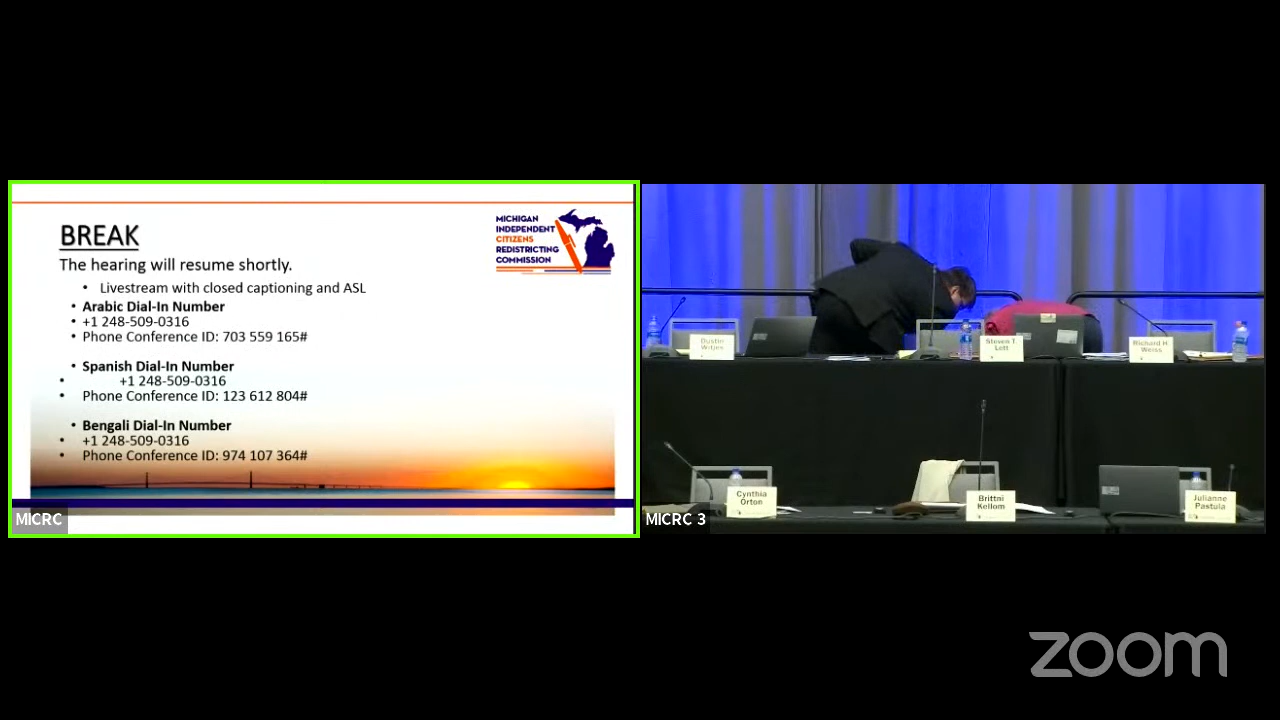 BREAK
The hearing will resume shortly.
• Livestream with closed captioning and ASL
• Arabic Dial-In Number
• +1 248-509-0316
• Phone Conference ID: 703 559 165#
• Spanish Dial-In Number
• +1 248-509-0316
• Phone Conference ID: 123 612 804#
• Bengali Dial-In Number
• +1 248-509-0316
• Phone Conference ID: 974 107 364#
MICHIGAN
INDEPENDENT
CITIZENS
REDISTRICTING
COMMISSION
MICRC
Dustin
Witjes
Steven T.
Lett
Richard H.
Weiss
Cynthia
Orton
Brittni
Kellom
Julianne
Pastula
MICRC 3
zoom